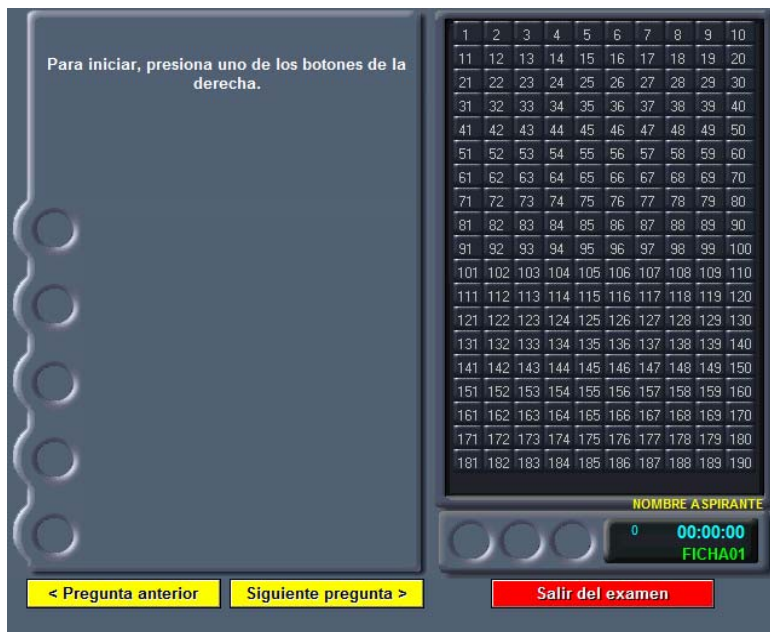 Para iniciar, presiona uno de los botones de la
derecha.
1 2 3 4 5 6 7 8 9 10
11 12 13 14 15 16 17 18 19 20
21 22 23 24 25 26 27 28 29 30
31 32 33 34 35 36 37 38 39 40
41 42 43 44 45 46 47 48 49 50
51 52 53 54 55 56 57 58 59 60
61 62 63 64 65 66 67 68 69 70
71 72 73 74 75 76 77 78 79 80
81 82 83 84 85 86 87 88 89 90
91 92 93 94 95 96 97 98 99 100
101 102 103 104 105 106 107 108 109 110
111 112 113 114 115 116 117 118 119 120
121 122 123 124 125 126 127 128 129 130
131 132 133 134 135 136 137 138 139 140
141 142 143 144 145 146 147 148 149 150
151 152 153 154 155 156 157 158 159 160
161 162 163 164 165 166 167 168 169 170
171 172 173 174 175 176 177 178 179 180
181 182 183 184 185 186 187 188 189 190
NOMBRE ASPIRANTE
0 00:00:00
FICHA01
< Pregunta anterior Siguiente pregunta > Salir del examen